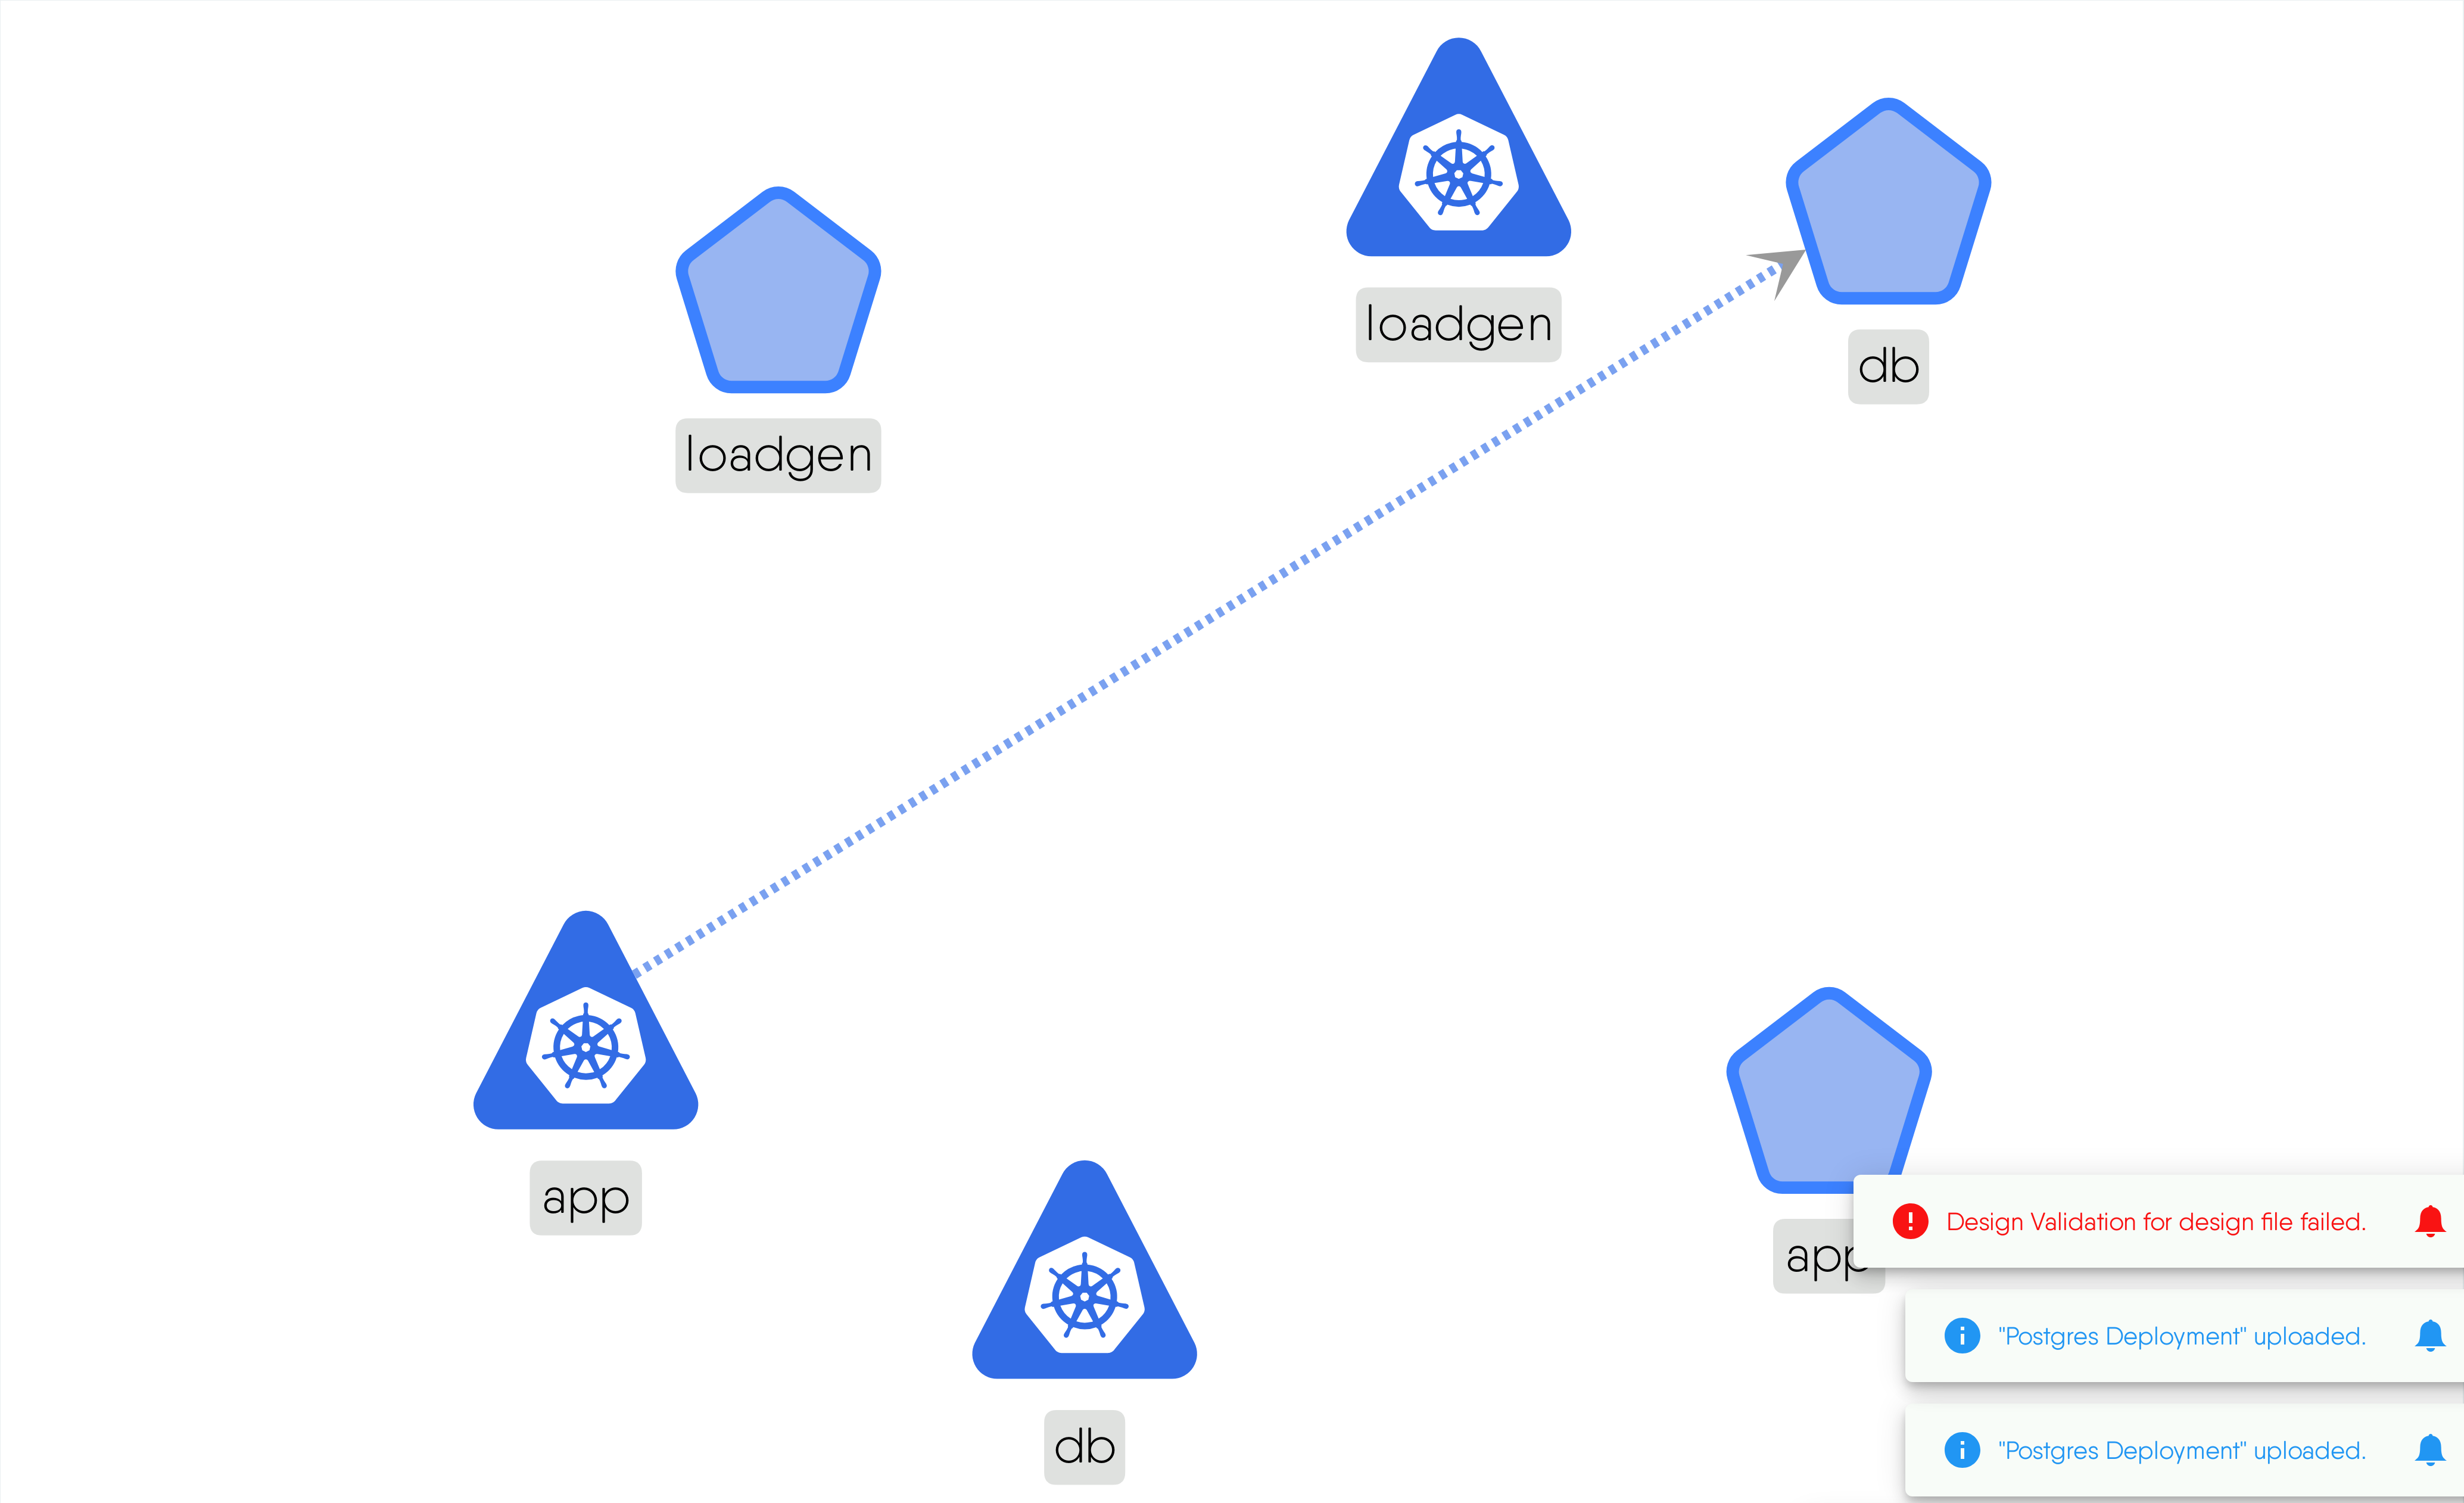 loadgen
db
loadgen
app
app
Design Validation for design file failed.
"Postgres Deployment" uploaded.
db
"Postgres Deployment" uploaded.